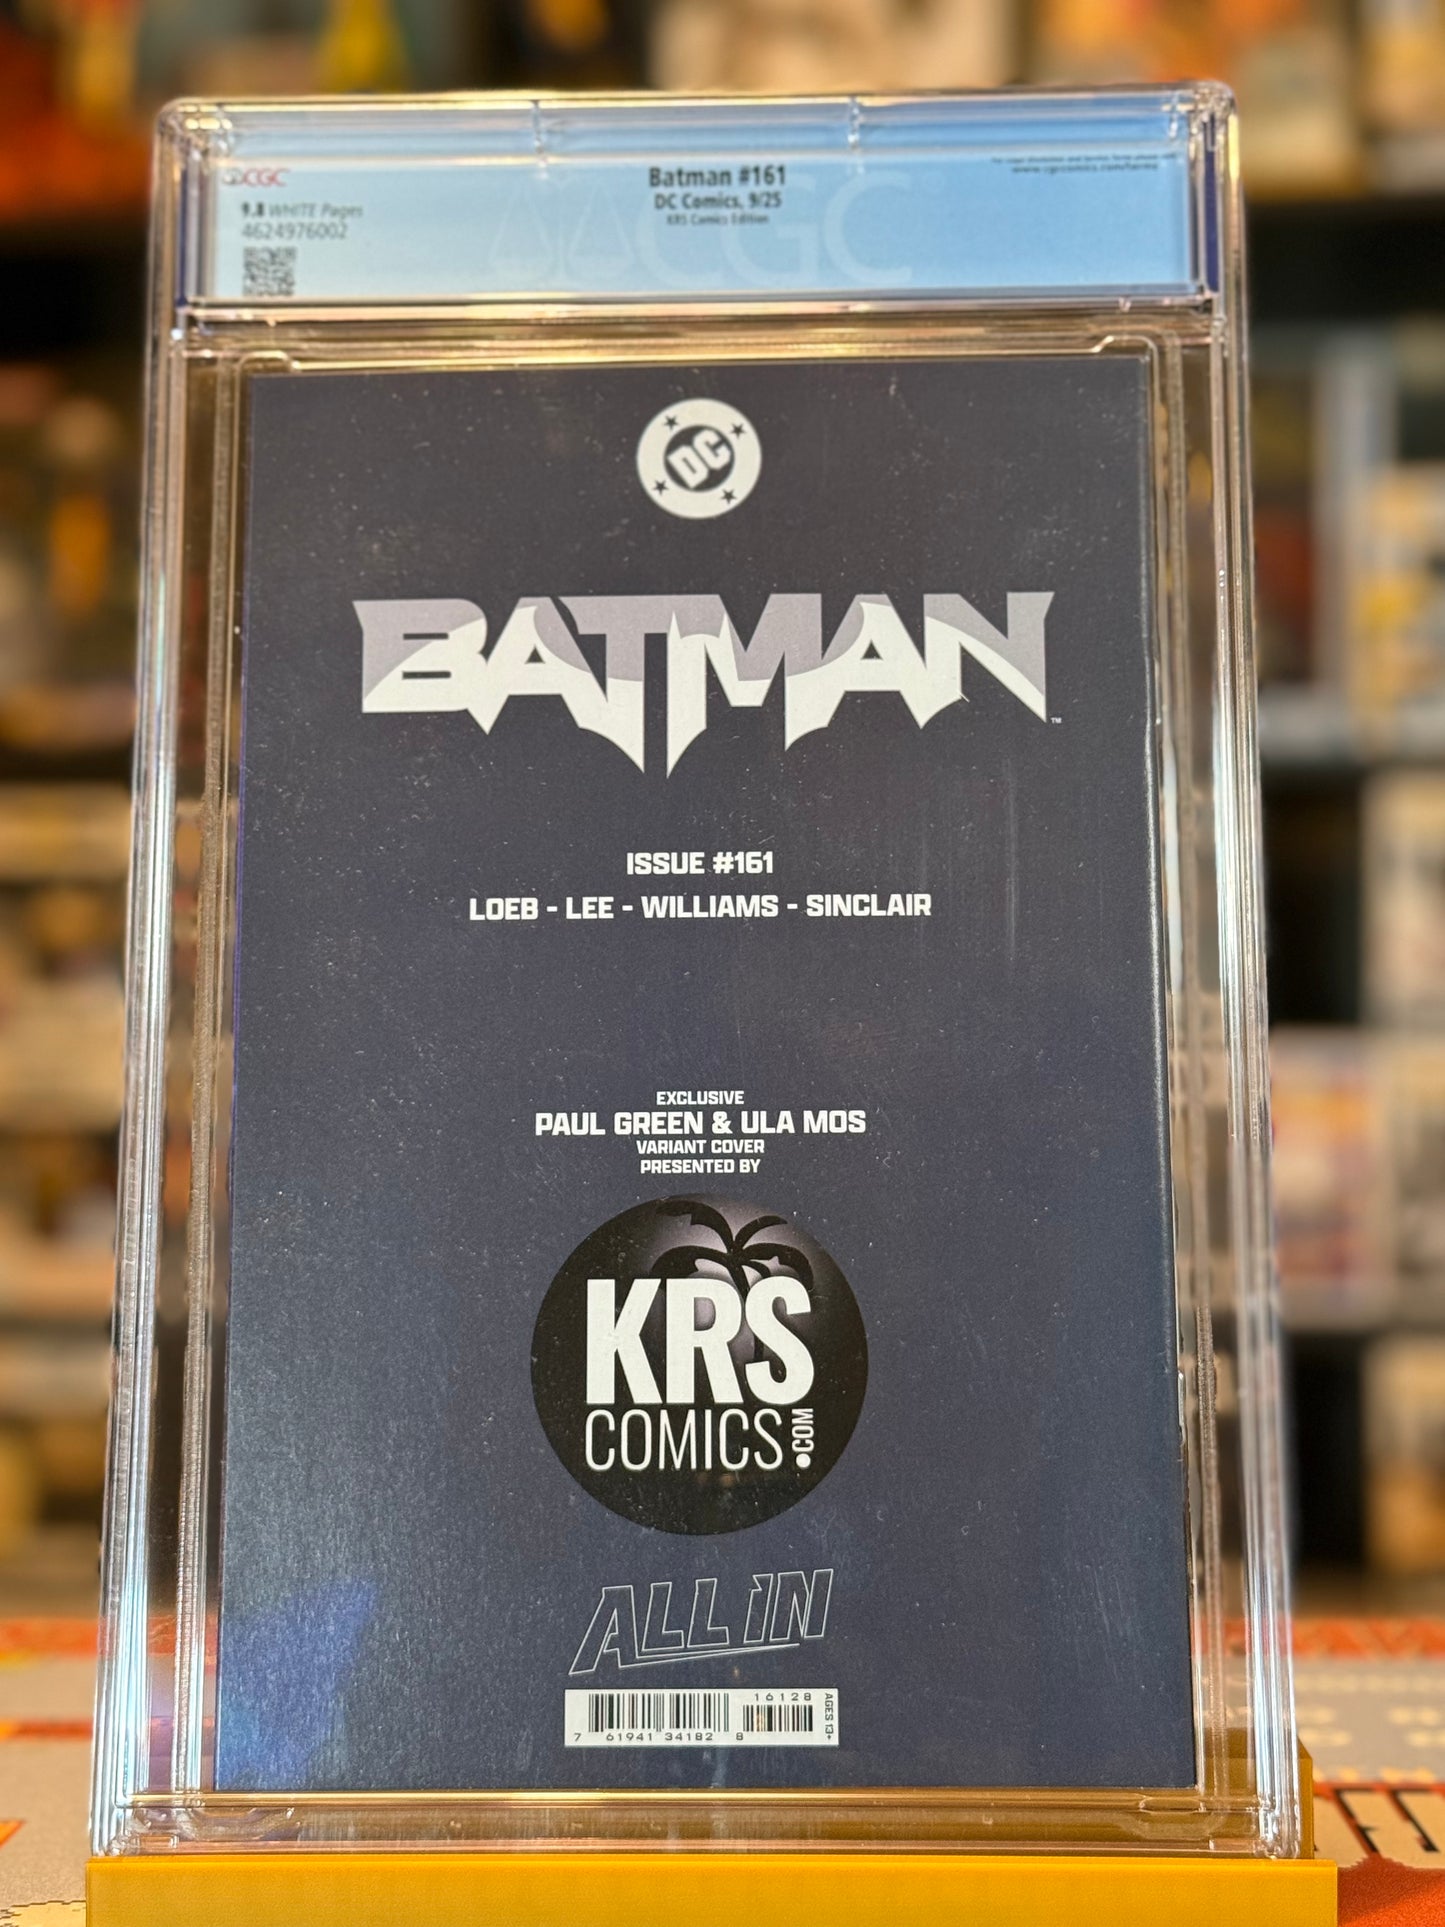 CGC
Batman #161
DC Comics, 9/25
KRS Comics Edition
www.cgccomics.com/terms
9.8 WHITE Pages
4624976002
CGC
DC
BATMAN
TM
ISSUE #161
LOEB - LEE - WILLIAMS - SINCLAIR
EXCLUSIVE
PAUL GREEN & ULA MOS
VARIANT COVER
PRESENTED BY
KRS
COMICS
.COM
ALL IN
16128
AGES 13+
7 61941 34182 8